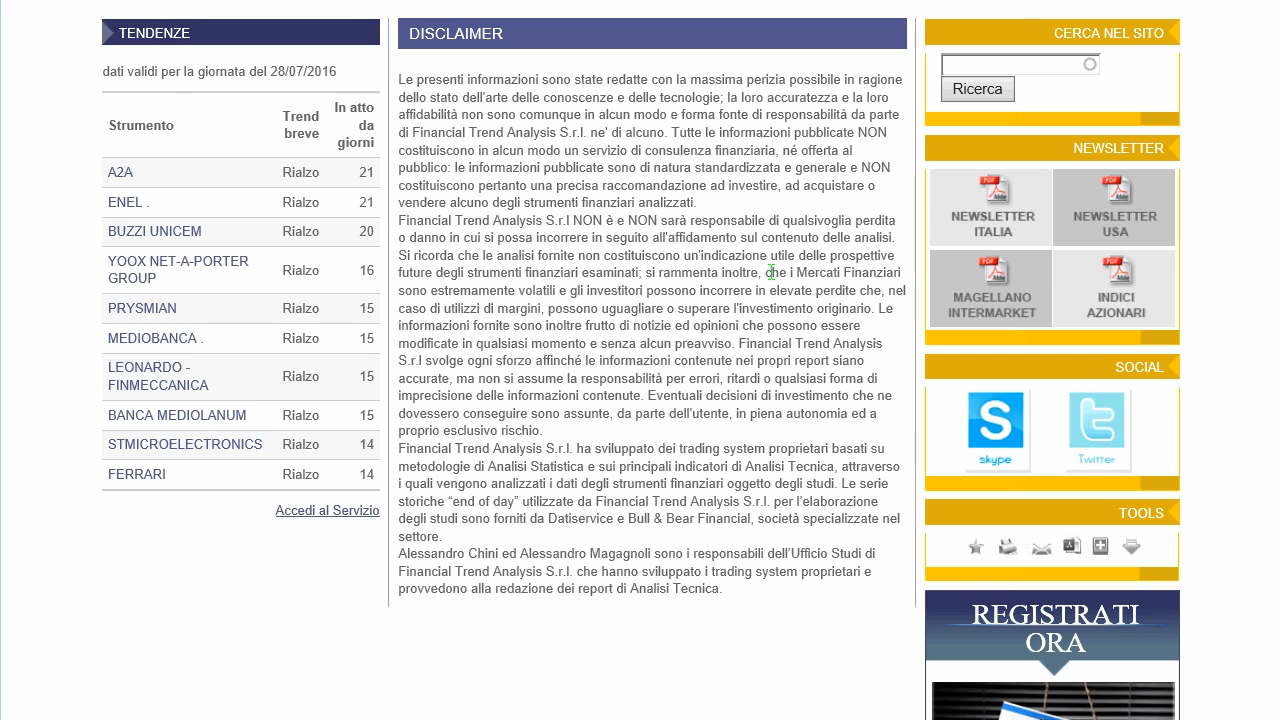 TENDENZE
dati validi per la giornata del 28/07/2016
Strumento Trend breve In atto da giorni
A2A Rialzo 21
ENEL . Rialzo 21
BUZZI UNICEM Rialzo 20
YOOX NET-A-PORTER GROUP Rialzo 16
PRYSMIAN Rialzo 15
MEDIOBANCA . Rialzo 15
LEONARDO - FINMECCANICA Rialzo 15
BANCA MEDIOLANUM Rialzo 15
STMICROELECTRONICS Rialzo 14
FERRARI Rialzo 14
Accedi al Servizio
DISCLAIMER
Le presenti informazioni sono state redatte con la massima perizia possibile in ragione
dello stato dell'arte delle conoscenze e delle tecnologie; la loro accuratezza e la loro
affidabilità non sono comunque in alcun modo e forma fonte di responsabilità da parte
di Financial Trend Analysis S.r.l. ne' di alcuno. Tutte le informazioni pubblicate NON
costituiscono in alcun modo un servizio di consulenza finanziaria, né offerta al
pubblico: le informazioni pubblicate sono di natura standardizzata e generale e NON
costituiscono pertanto una precisa raccomandazione ad investire, ad acquistare o
vendere alcuno degli strumenti finanziari analizzati.
Financial Trend Analysis S.r.l NON è e NON sarà responsabile di qualsivoglia perdita
o danno in cui si possa incorrere in seguito all'affidamento sul contenuto delle analisi.
Si ricorda che le analisi fornite non costituiscono un'indicazione utile delle prospettive
future degli strumenti finanziari esaminati; si rammenta inoltre, che i Mercati Finanziari
sono estremamente volatili e gli investitori possono incorrere in elevate perdite che, nel
caso di utilizzi di margini, possono uguagliare o superare l'investimento originario. Le
informazioni fornite sono inoltre frutto di notizie ed opinioni che possono essere
modificate in qualsiasi momento e senza alcun preavviso. Financial Trend Analysis
S.r.l svolge ogni sforzo affinché le informazioni contenute nei propri report siano
accurate, ma non si assume la responsabilità per errori, ritardi o qualsiasi forma di
imprecisione delle informazioni contenute. Eventuali decisioni di investimento che ne
dovessero conseguire sono assunte, da parte dell'utente, in piena autonomia ed a
proprio esclusivo rischio.
Financial Trend Analysis S.r.l. ha sviluppato dei trading system proprietari basati su
metodologie di Analisi Statistica e sui principali indicatori di Analisi Tecnica, attraverso
i quali vengono analizzati i dati degli strumenti finanziari oggetto degli studi. Le serie
storiche “end of day” utilizzate da Financial Trend Analysis S.r.l. per l'elaborazione
degli studi sono forniti da Datiservice e Bull & Bear Financial, società specializzate nel
settore.
Alessandro Chini ed Alessandro Magagnoli sono i responsabili dell'Ufficio Studi di
Financial Trend Analysis S.r.l. che hanno sviluppato i trading system proprietari e
provvedono alla redazione dei report di Analisi Tecnica.
CERCA NEL SITO
Ricerca
NEWSLETTER
PDF
NEWSLETTER
ITALIA
PDF
NEWSLETTER
USA
PDF
MAGELLANO
INTERMARKET
PDF
INDICI
AZIONARI
SOCIAL
skype
Twitter
TOOLS
REGISTRATI
ORA